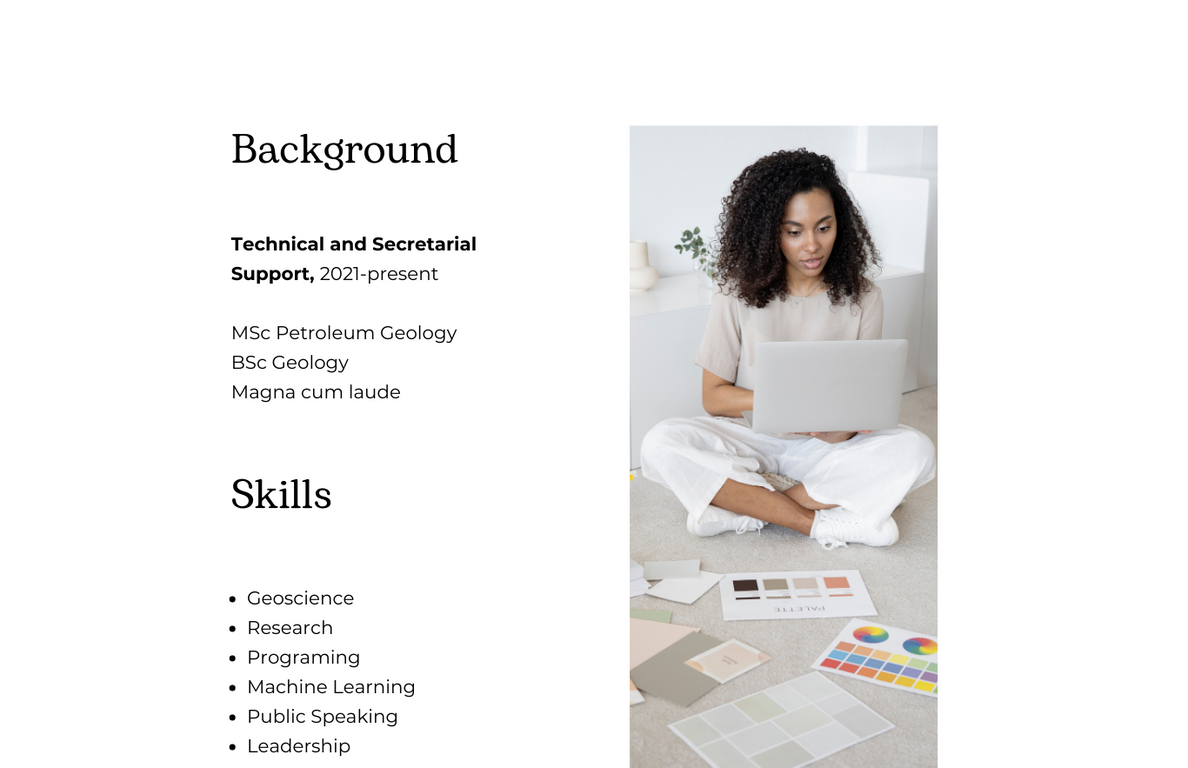 Background
Technical and Secretarial
Support, 2021-present
MSc Petroleum Geology
BSc Geology
Magna cum laude
Skills
Geoscience
Research
Programing
Machine Learning
Public Speaking
Leadership
PALETTE